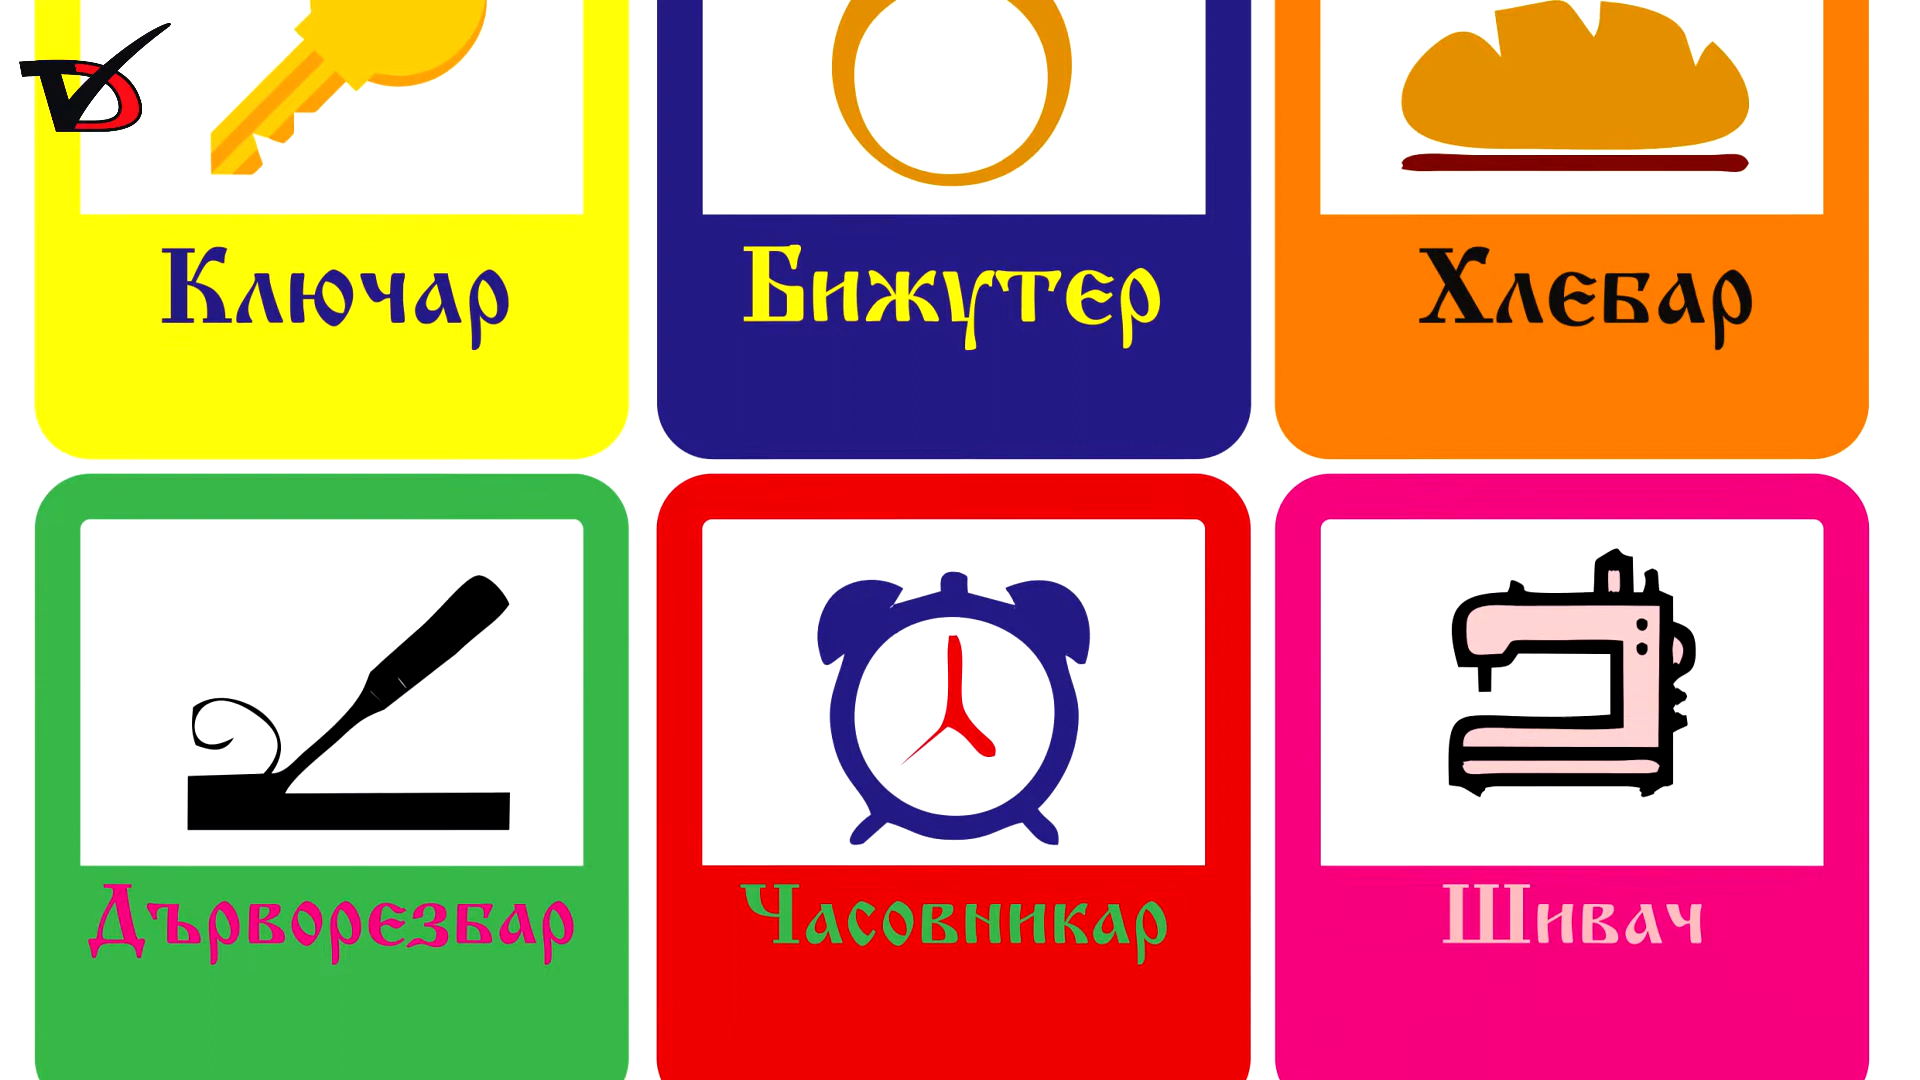 Ключар
Бижутер
Хлебар
Дърворезбар
Часовникар
Шивач